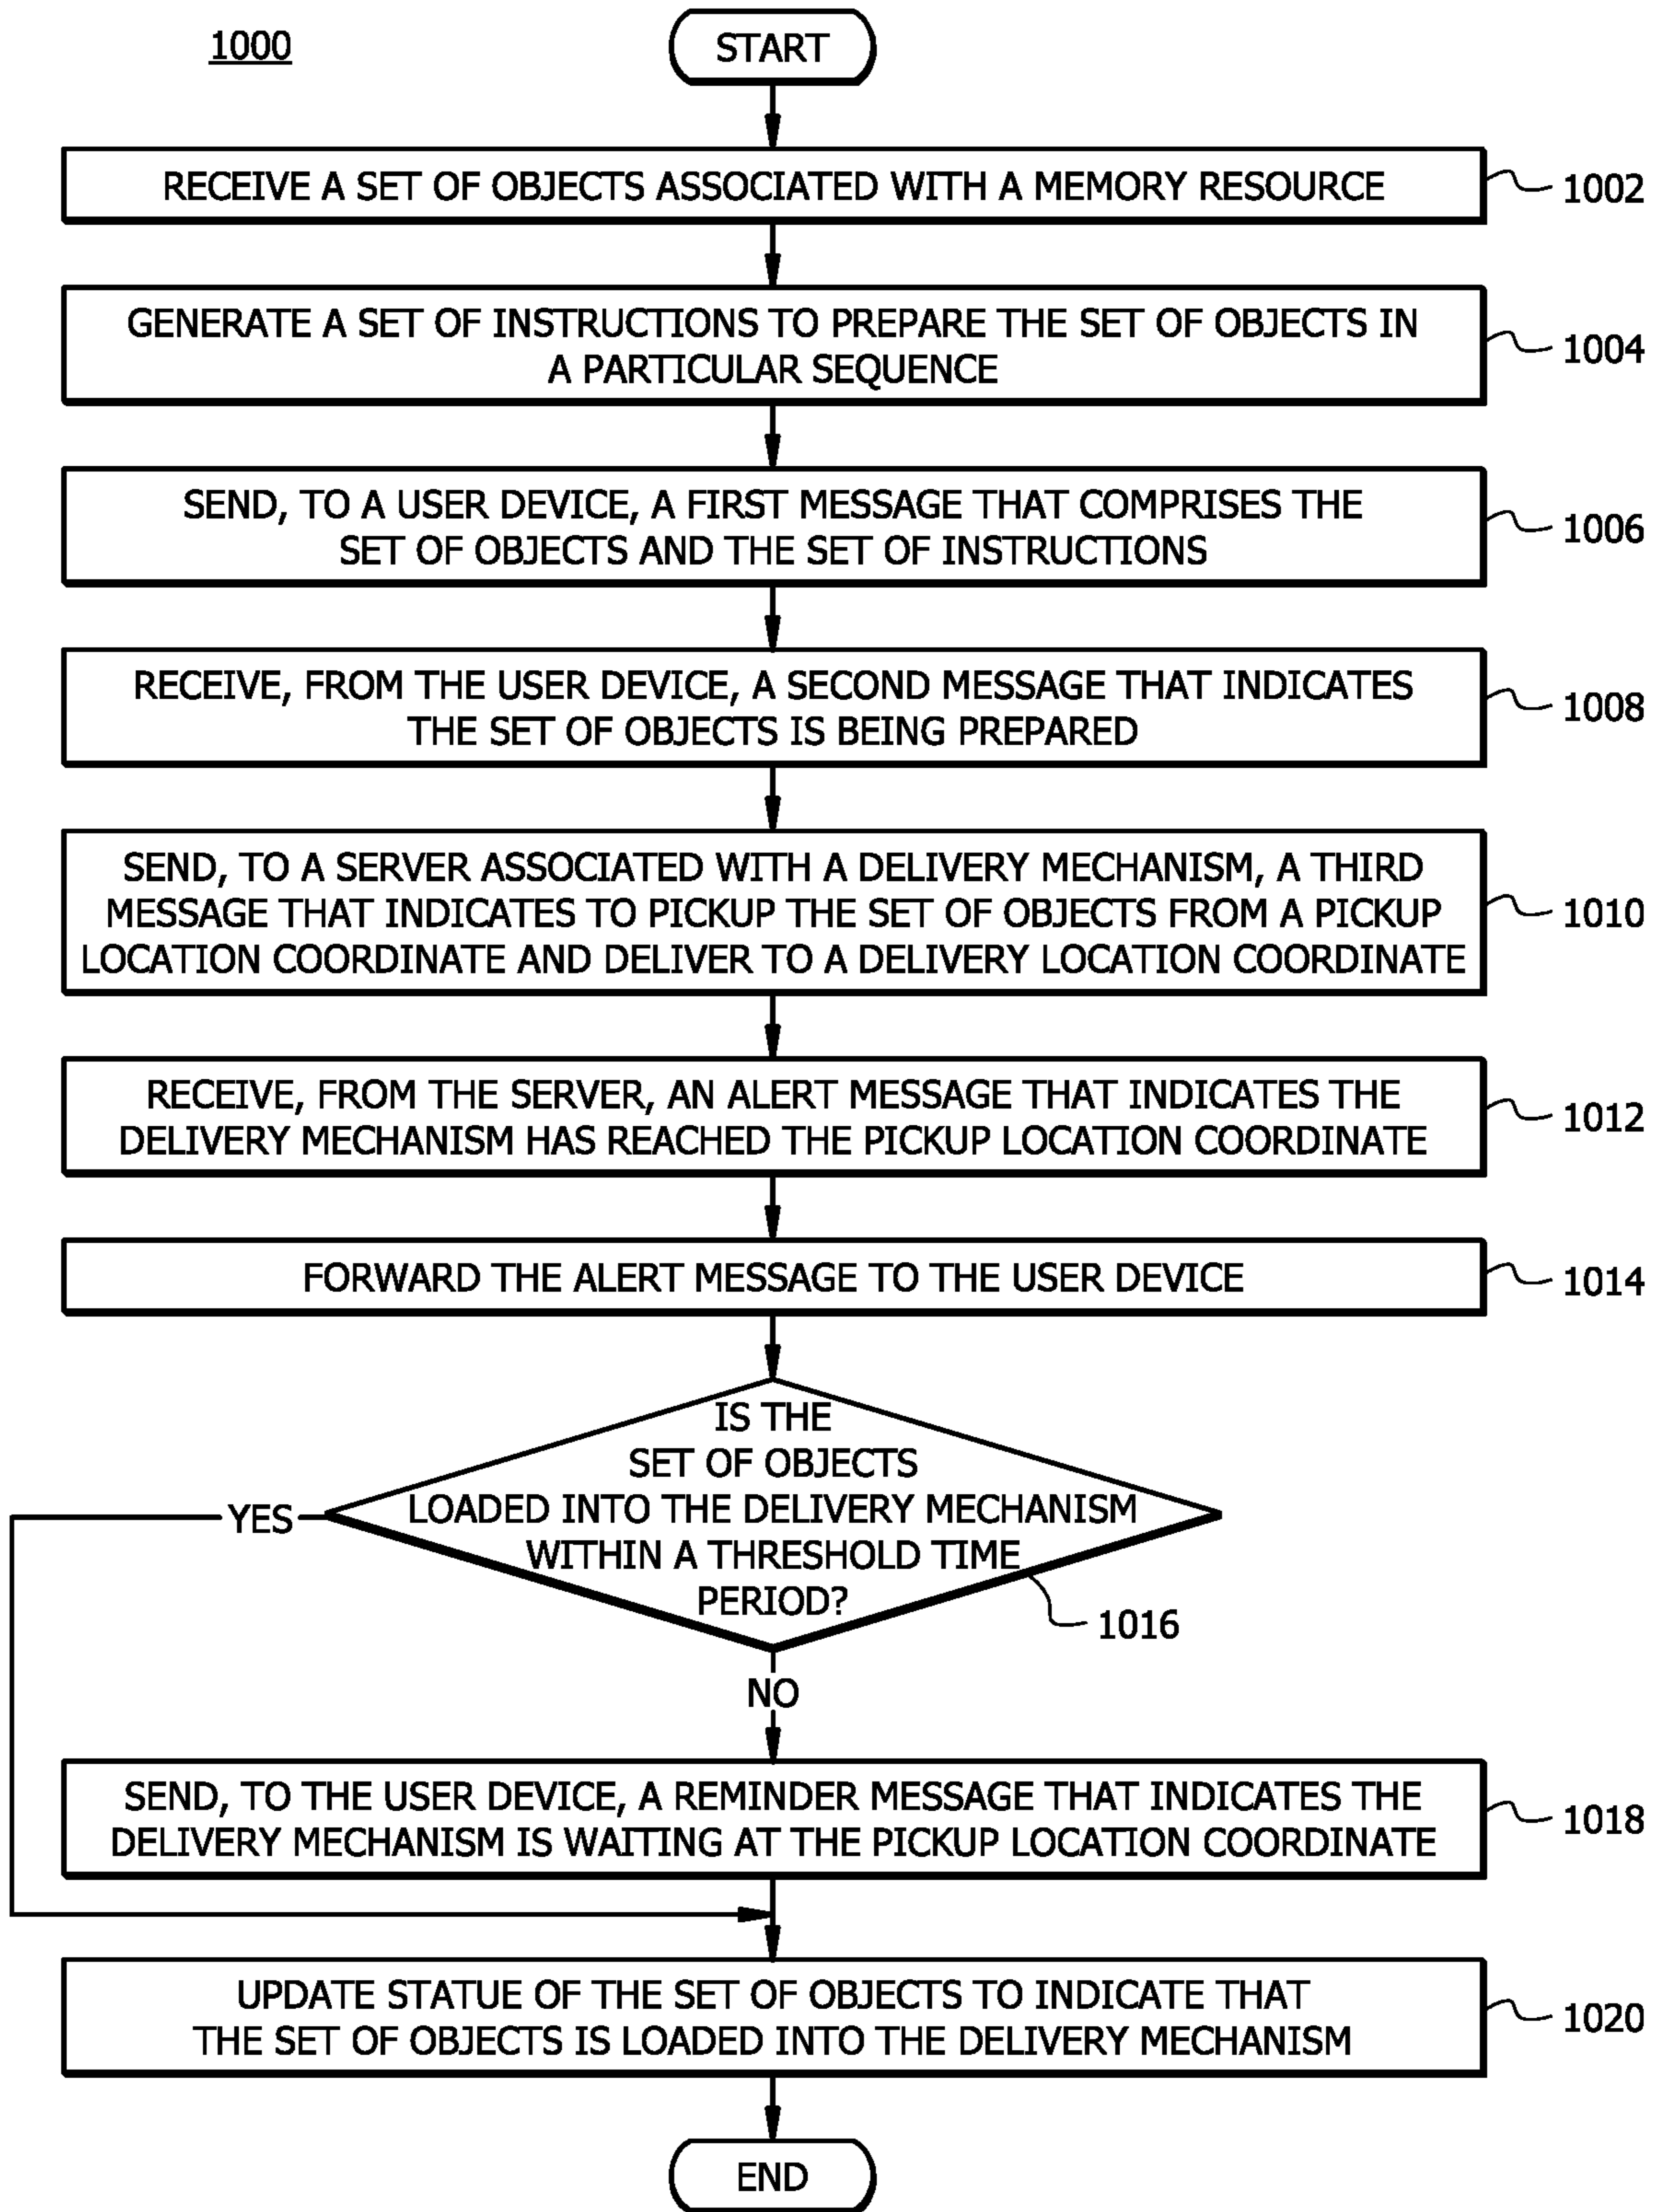 1000
START
RECEIVE A SET OF OBJECTS ASSOCIATED WITH A MEMORY RESOURCE
1002
GENERATE A SET OF INSTRUCTIONS TO PREPARE THE SET OF OBJECTS IN
A PARTICULAR SEQUENCE
1004
SEND, TO A USER DEVICE, A FIRST MESSAGE THAT COMPRISES THE
SET OF OBJECTS AND THE SET OF INSTRUCTIONS
1006
RECEIVE, FROM THE USER DEVICE, A SECOND MESSAGE THAT INDICATES
THE SET OF OBJECTS IS BEING PREPARED
1008
SEND, TO A SERVER ASSOCIATED WITH A DELIVERY MECHANISM, A THIRD
MESSAGE THAT INDICATES TO PICKUP THE SET OF OBJECTS FROM A PICKUP
LOCATION COORDINATE AND DELIVER TO A DELIVERY LOCATION COORDINATE
1010
RECEIVE, FROM THE SERVER, AN ALERT MESSAGE THAT INDICATES THE
DELIVERY MECHANISM HAS REACHED THE PICKUP LOCATION COORDINATE
1012
FORWARD THE ALERT MESSAGE TO THE USER DEVICE
1014
IS THE
SET OF OBJECTS
LOADED INTO THE DELIVERY MECHANISM
WITHIN A THRESHOLD TIME
PERIOD?
1016
YES
NO
SEND, TO THE USER DEVICE, A REMINDER MESSAGE THAT INDICATES THE
DELIVERY MECHANISM IS WAITING AT THE PICKUP LOCATION COORDINATE
1018
UPDATE STATUE OF THE SET OF OBJECTS TO INDICATE THAT
THE SET OF OBJECTS IS LOADED INTO THE DELIVERY MECHANISM
1020
END